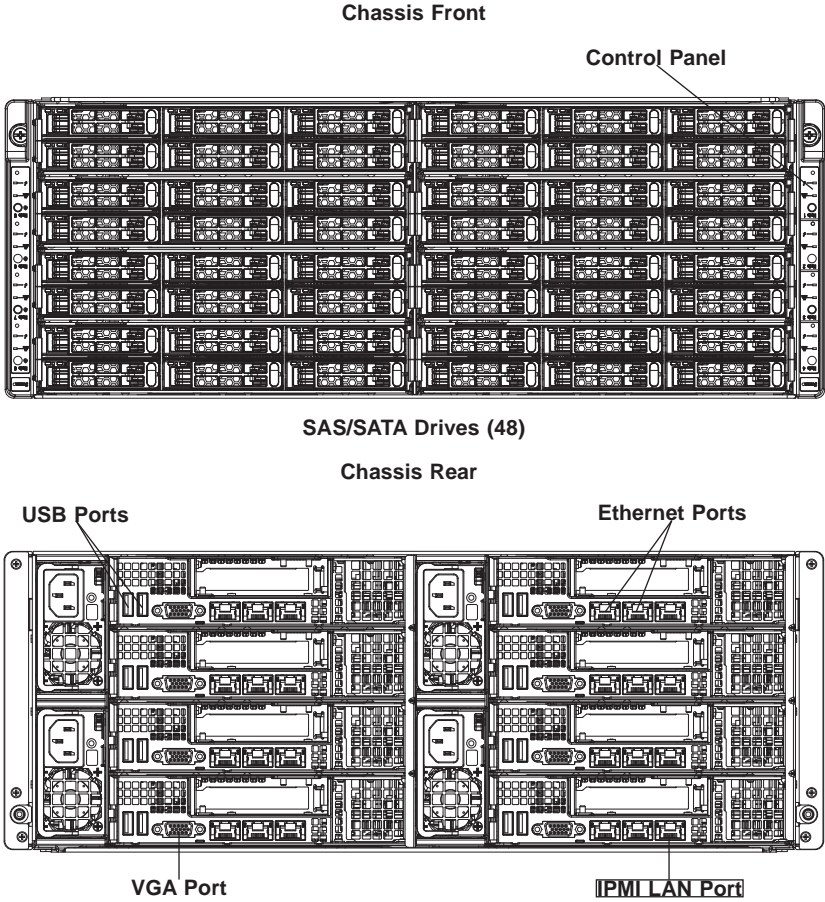 Chassis Front
Control Panel
SAS/SATA Drives (48)
Chassis Rear
USB Ports
Ethernet Ports
VGA Port
IPMI LAN Port